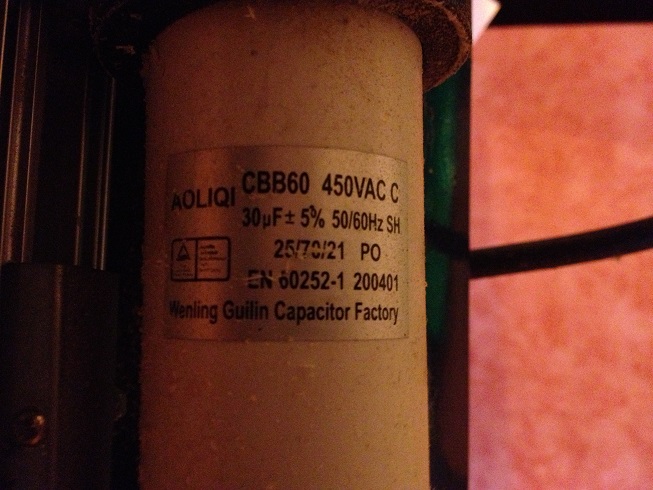 AOLIQI CBB60 450VAC C
30μF± 5% 50/60Hz SH
25/70/21 PO
EN 60252-1 200401
Wenling Guilin Capacitor Factory